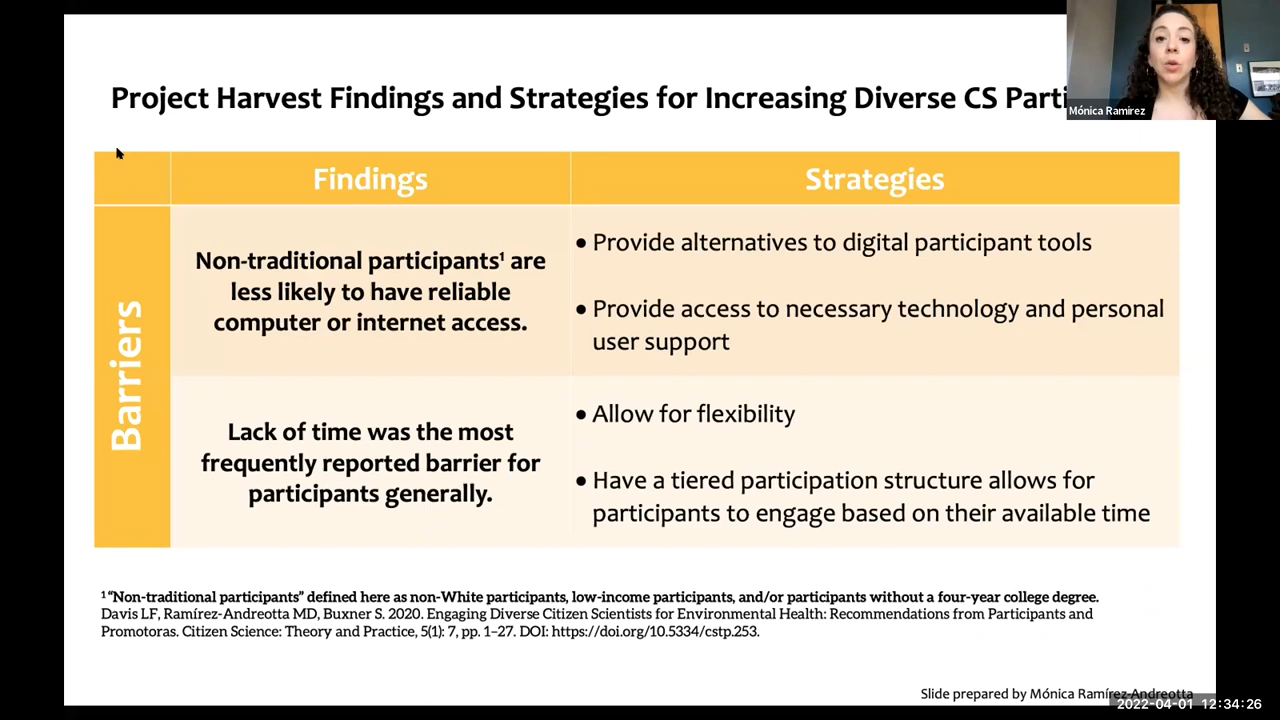 Project Harvest Findings and Strategies for Increasing Diverse CS
Mónica Ramirez
Findings
Strategies
Barriers
Non-traditional participants¹ are
less likely to have reliable
computer or internet access.
• Provide alternatives to digital participant tools
• Provide access to necessary technology and personal
user support
Lack of time was the most
frequently reported barrier for
participants generally.
• Allow for flexibility
• Have a tiered participation structure allows for
participants to engage based on their available time
¹ “Non-traditional participants” defined here as non-White participants, low-income participants, and/or participants without a four-year college degree.
Davis LF, Ramírez-Andreotta MD, Buxner S. 2020. Engaging Diverse Citizen Scientists for Environmental Health: Recommendations from Participants and
Promotoras. Citizen Science: Theory and Practice, 5(1): 7, pp. 1–27. DOI: https://doi.org/10.5334/cstp.253.
Slide prepared by Mónica Ramírez-Andreotta
2022-04-01 12:34:26